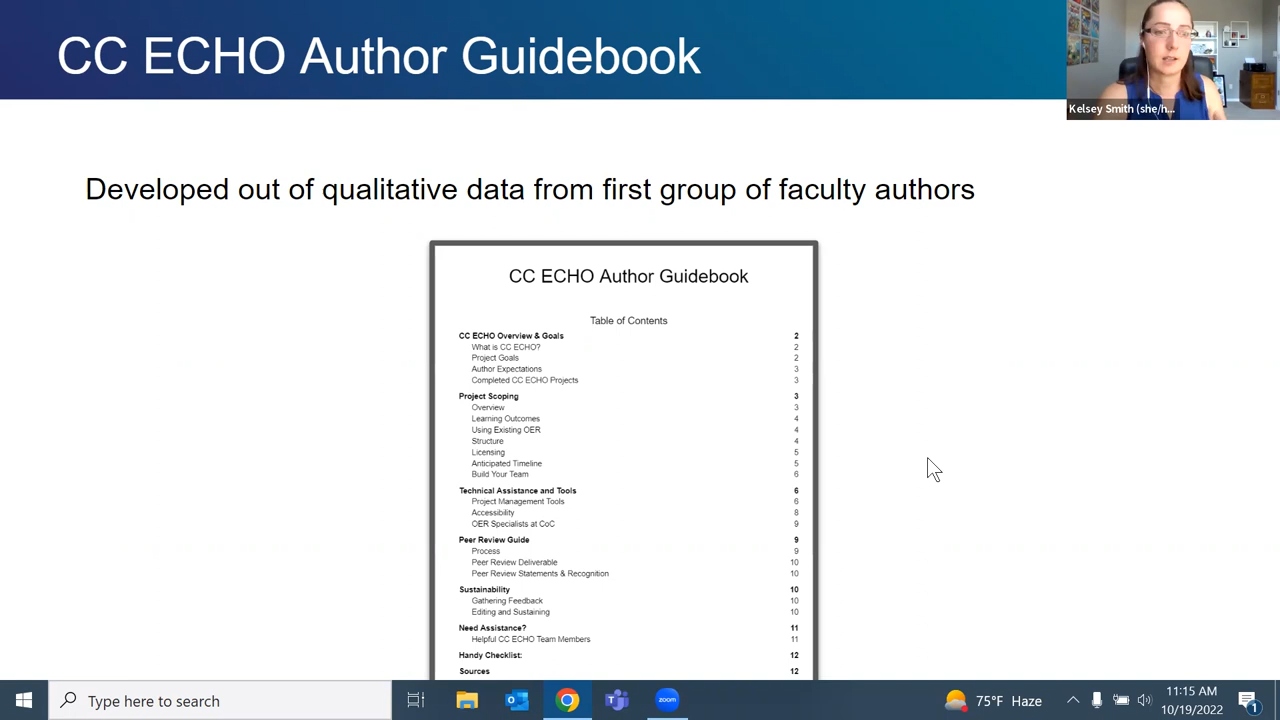 CC ECHO Author Guidebook
Kelsey Smith (she/h...
Developed out of qualitative data from first group of faculty authors
CC ECHO Author Guidebook
Table of Contents
CC ECHO Overview & Goals 2
What is CC ECHO? 2
Project Goals 2
Author Expectations 3
Completed CC ECHO Projects 3
Project Scoping 3
Overview 3
Learning Outcomes 4
Using Existing OER 4
Structure 4
Licensing 5
Anticipated Timeline 5
Build Your Team 6
Technical Assistance and Tools 6
Project Management Tools 6
Accessibility 8
OER Specialists at CoC 9
Peer Review Guide 9
Process 9
Peer Review Deliverable 10
Peer Review Statements & Recognition 10
Sustainability 10
Gathering Feedback 10
Editing and Sustaining 10
Need Assistance? 11
Helpful CC ECHO Team Members 11
Handy Checklist: 12
Sources 12
Type here to search
zoom
75°F Haze
11:15 AM
10/19/2022
1